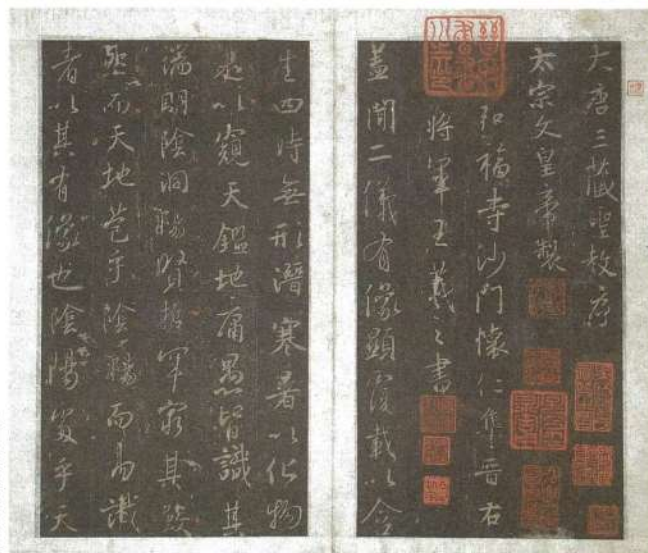 大唐三藏聖教序
太宗文皇帝製
弘福寺沙門懷仁集晉右
將軍王羲之書
蓋聞二儀有像顯覆載以含
生四時無形潛寒暑以化物
是以窺天鑑地庸愚皆識其
端明陰洞陽賢哲罕窮其數
然而天地苞乎陰陽而易識
者以其有像也陰陽處乎天